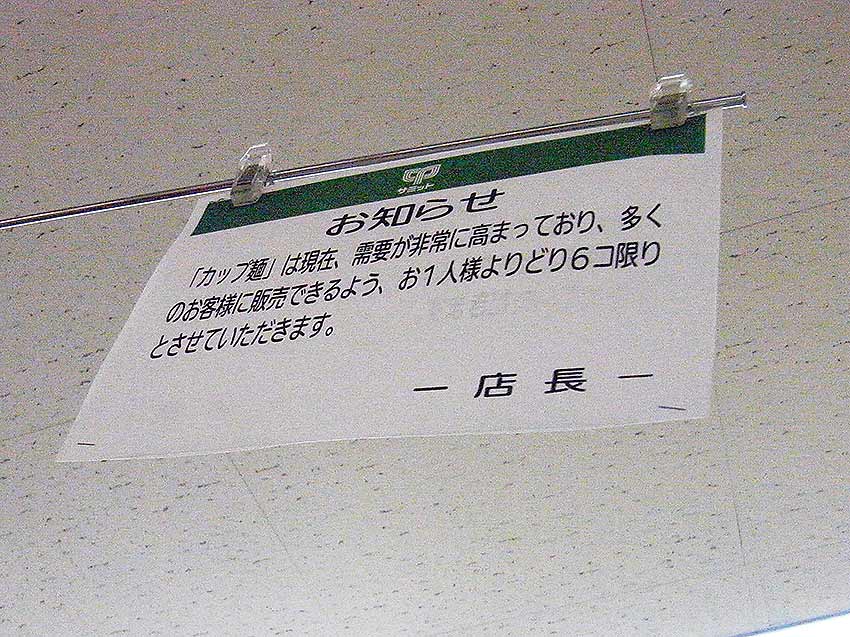 サミット
お知らせ
「カップ麺」は現在、需要が非常に高まっており、多く
のお客様に販売できるよう、お1人様よりどり6コ限り
とさせていただきます。
― 店 長 ―